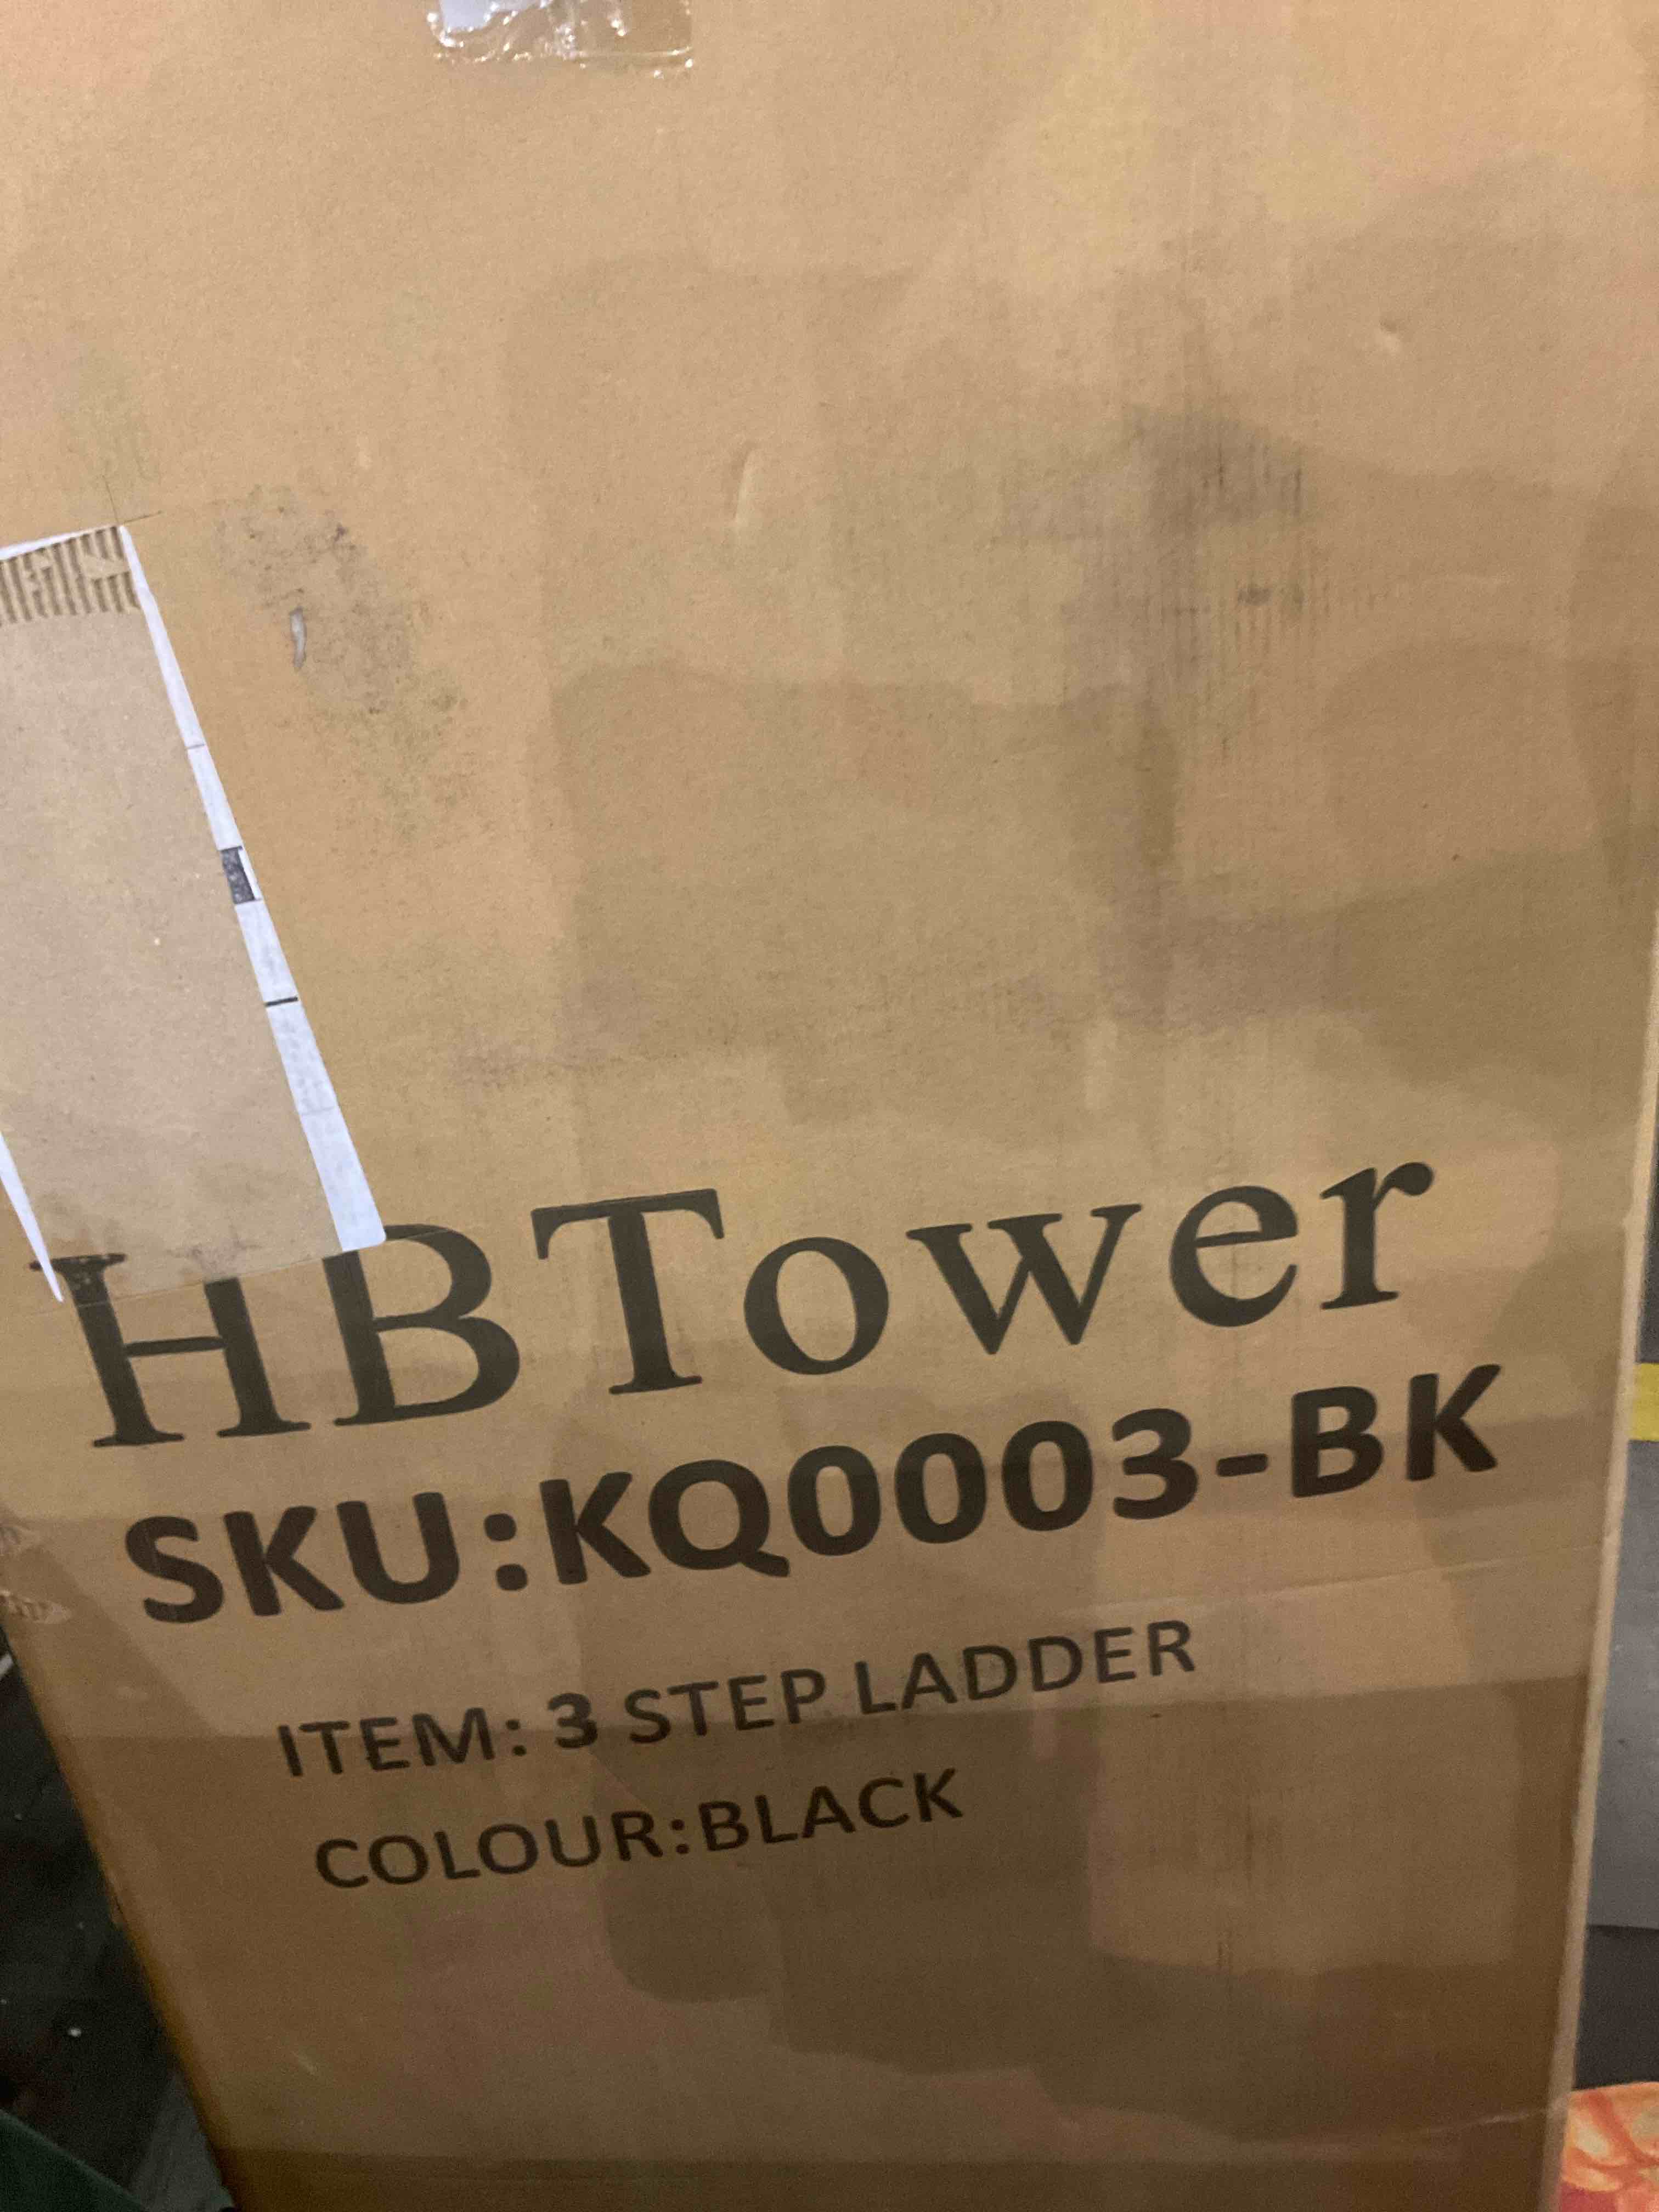 HBTower
SKU:KQ0003-BK
ITEM: 3 STEP LADDER
COLOUR:BLACK